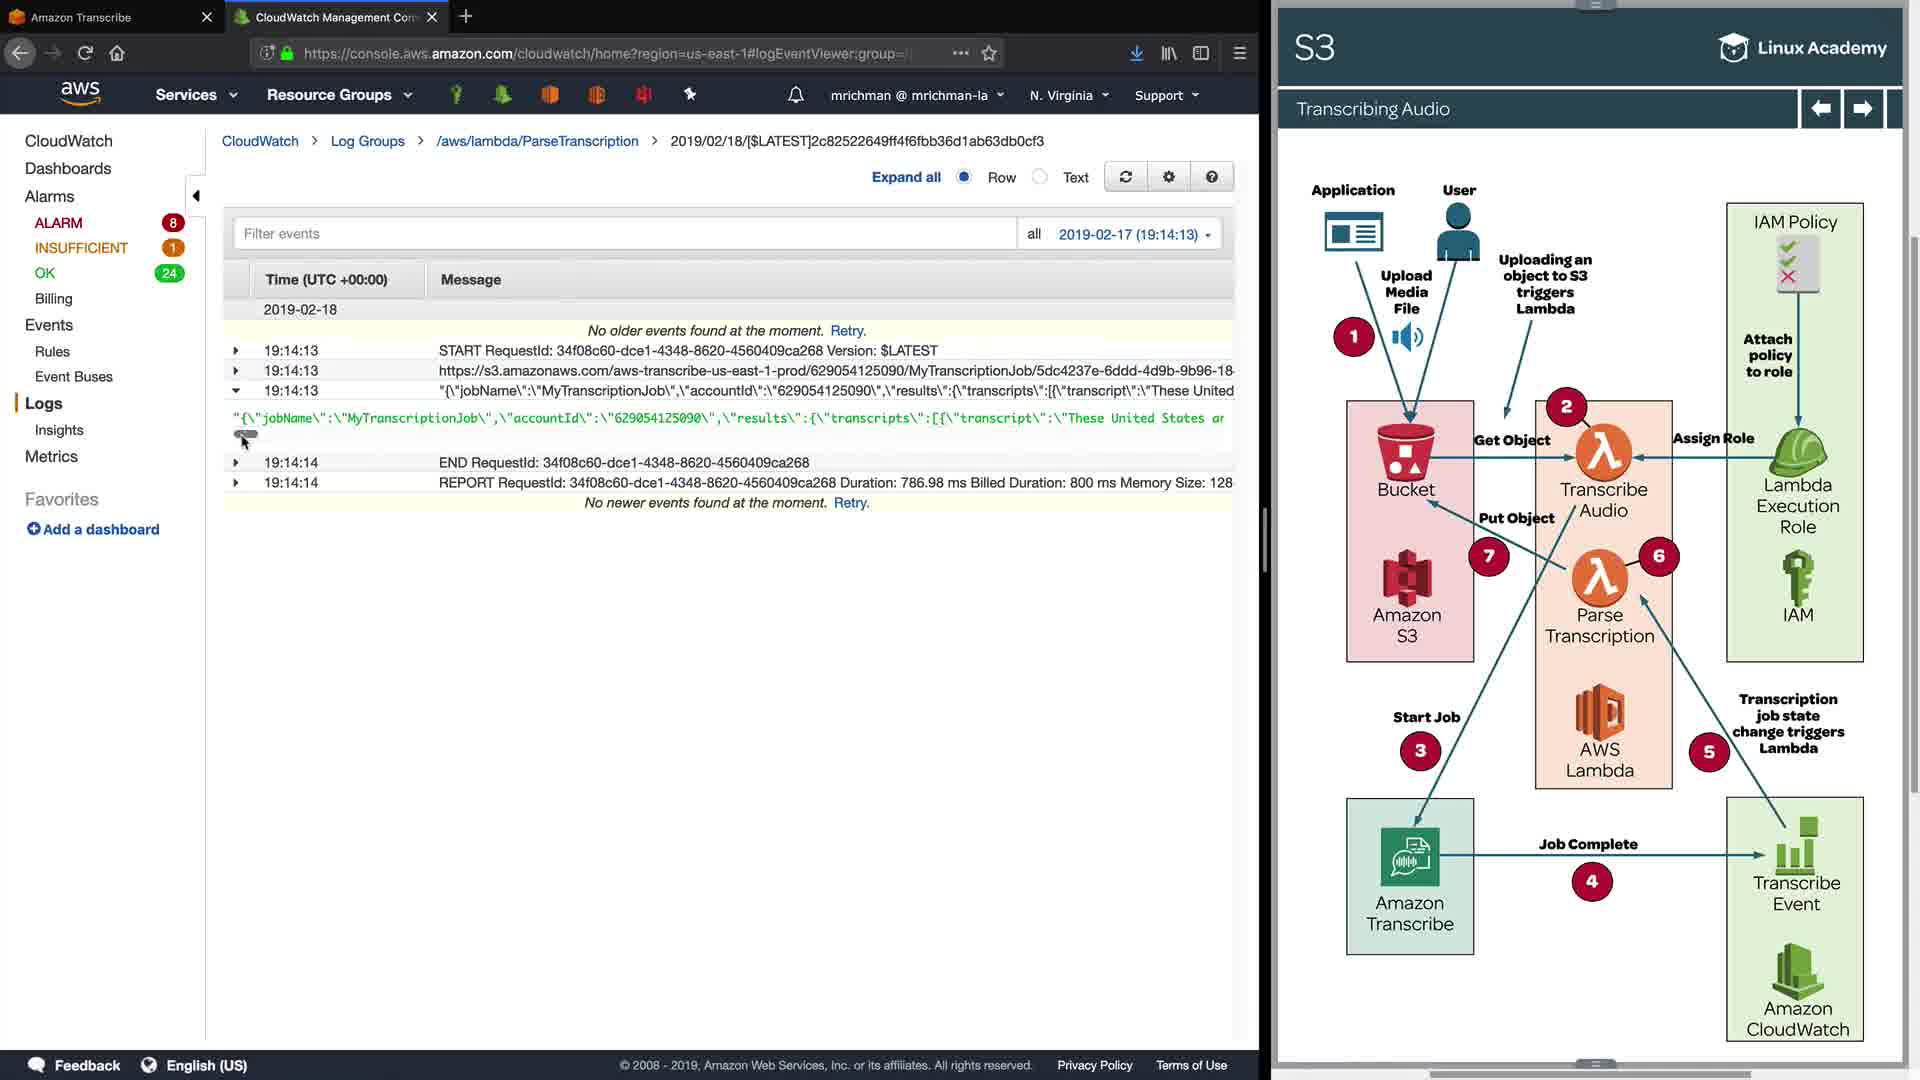 Amazon Transcribe
CloudWatch Management Con
https://console.aws.amazon.com/cloudwatch/home?region=us-east-1#logEventViewer:group=
aws
Services
Resource Groups
mrichman @ mrichman-la
N. Virginia
Support
CloudWatch
Dashboards
Alarms
ALARM 8
INSUFFICIENT 1
OK 24
Billing
Events
Rules
Event Buses
Logs
Insights
Metrics
Favorites
Add a dashboard
CloudWatch > Log Groups > /aws/lambda/ParseTranscription > 2019/02/18/[$LATEST]2c82522649ff4f6fbb36d1ab63db0cf3
Expand all Row Text
Filter events
all 2019-02-17 (19:14:13)
Time (UTC +00:00) Message
2019-02-18
No older events found at the moment. Retry.
19:14:13 START RequestId: 34f08c60-dce1-4348-8620-4560409ca268 Version: $LATEST
19:14:13 https://s3.amazonaws.com/aws-transcribe-us-east-1-prod/629054125090/MyTranscriptionJob/5dc4237e-6ddd-4d9b-9b96-18
19:14:13 "{\"jobName\":\"MyTranscriptionJob\",\"accountId\":\"629054125090\",\"results\":{\"transcripts\":[{\"transcript\":\"These United
"{\"jobName\":\"MyTranscriptionJob\",\"accountId\":\"629054125090\",\"results\":{\"transcripts\":[{\"transcript\":\"These United States ar
19:14:14 END RequestId: 34f08c60-dce1-4348-8620-4560409ca268
19:14:14 REPORT RequestId: 34f08c60-dce1-4348-8620-4560409ca268 Duration: 786.98 ms Billed Duration: 800 ms Memory Size: 128
No newer events found at the moment. Retry.
Feedback
English (US)
© 2008 - 2019, Amazon Web Services, Inc. or its affiliates. All rights reserved.
Privacy Policy
Terms of Use
S3
Linux Academy
Transcribing Audio
Application
User
Upload
Media
File
1
Uploading an
object to S3
triggers
Lambda
IAM Policy
Attach
policy
to role
2
Get Object
Assign Role
Bucket
Transcribe
Audio
Lambda
Execution
Role
Put Object
7
6
Amazon
S3
Parse
Transcription
IAM
Start Job
3
AWS
Lambda
Transcription
job state
change triggers
Lambda
5
Job Complete
4
Amazon
Transcribe
Transcribe
Event
Amazon
CloudWatch